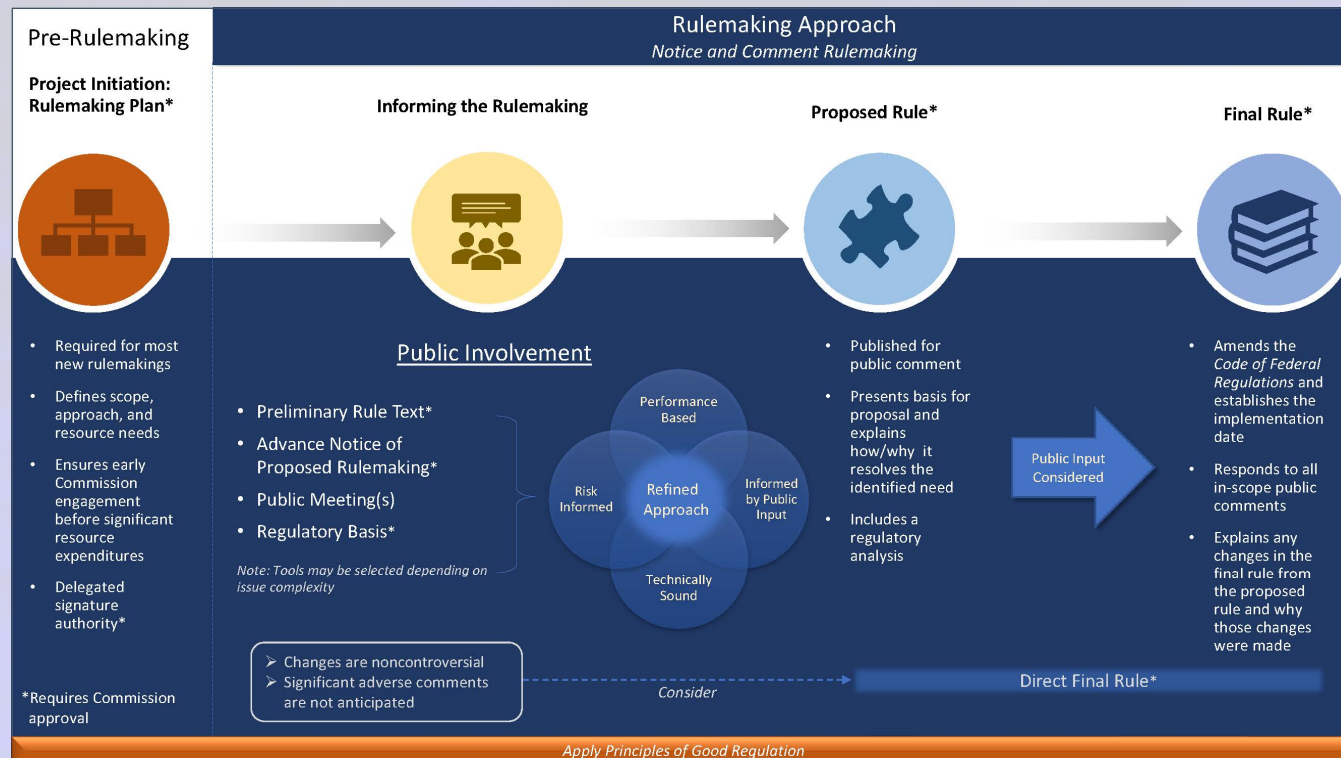 Pre-Rulemaking
Rulemaking Approach
Notice and Comment Rulemaking
Project Initiation:
Rulemaking Plan*
Informing the Rulemaking
Proposed Rule*
Final Rule*
• Required for most
new rulemakings
• Defines scope,
approach, and
resource needs
• Ensures early
Commission
engagement
before significant
resource
expenditures
• Delegated
signature
authority*
*Requires Commission
approval
Public Involvement
• Preliminary Rule Text*
• Advance Notice of
Proposed Rulemaking*
• Public Meeting(s)
• Regulatory Basis*
Note: Tools may be selected depending on
issue complexity
Performance
Based
Risk
Informed
Refined
Approach
Informed
by Public
Input
Technically
Sound
• Published for
public comment
• Presents basis for
proposal and
explains
how/why it
resolves the
identified need
• Includes a
regulatory
analysis
Public Input
Considered
• Amends the
Code of Federal
Regulations and
establishes the
implementation
date
• Responds to all
in-scope public
comments
• Explains any
changes in the
final rule from
the proposed
rule and why
those changes
were made
➢ Changes are noncontroversial
➢ Significant adverse comments
are not anticipated
Consider
Direct Final Rule*
Apply Principles of Good Regulation